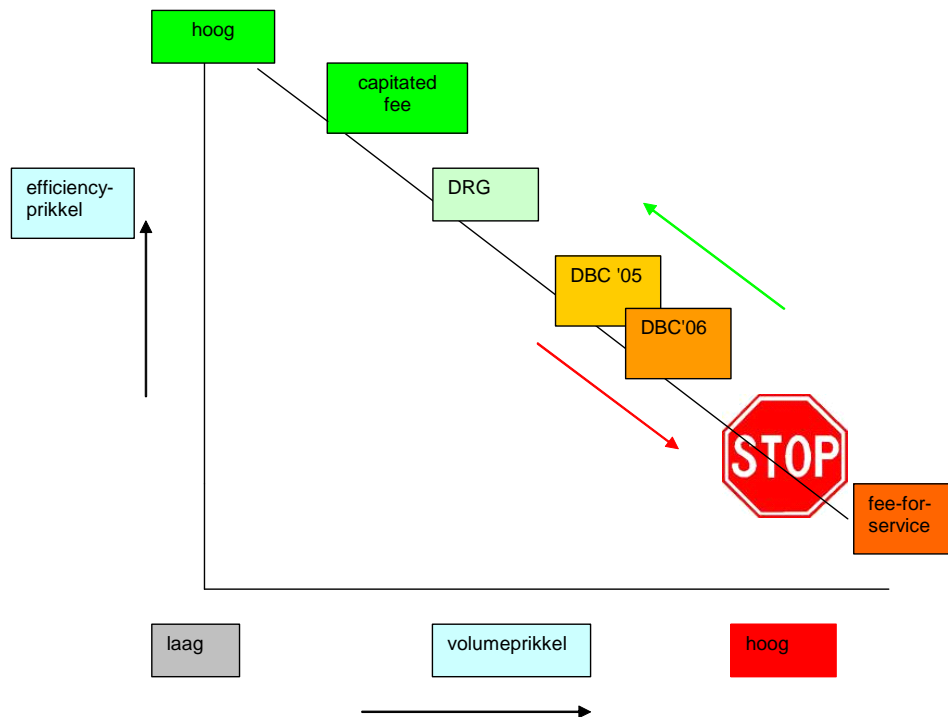 hoog
capitated
fee
efficiency-
prikkel
DRG
DBC '05
DBC'06
STOP
fee-for-
service
laag
volumeprikkel
hoog